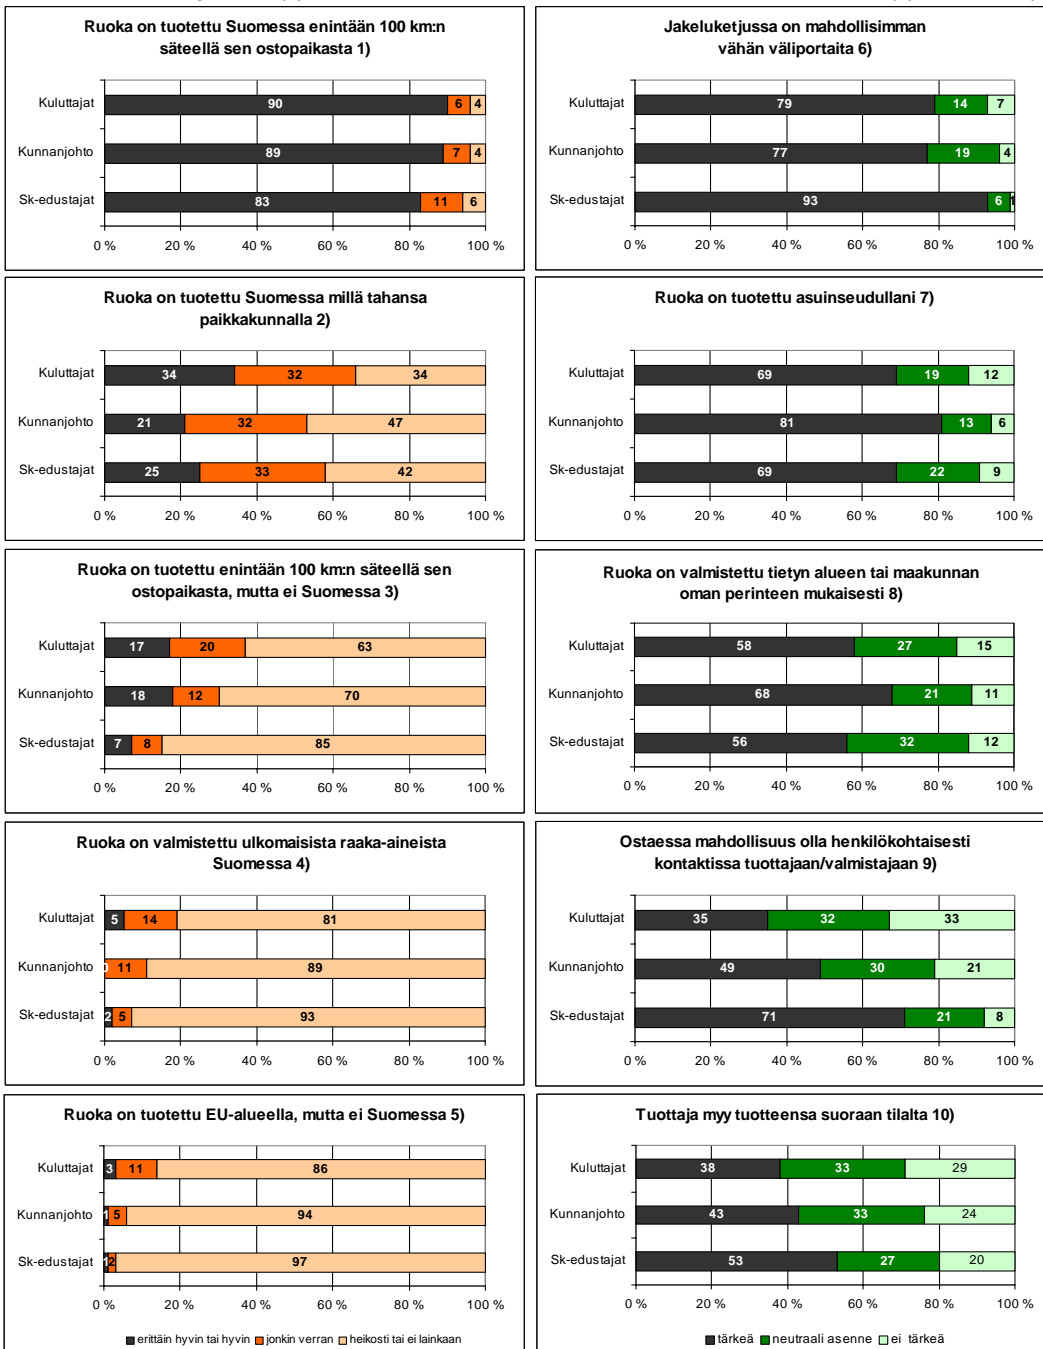 Ruoka on tuotettu Suomessa enintään 100 km:n
säteellä sen ostopaikasta 1)
Kuluttajat 90 6 4
Kunnanjohto 89 7 4
Sk-edustajat 83 11 6
0 % 20 % 40 % 60 % 80 % 100 %
Ruoka on tuotettu Suomessa millä tahansa
paikkakunnalla 2)
Kuluttajat 34 32 34
Kunnanjohto 21 32 47
Sk-edustajat 25 33 42
0 % 20 % 40 % 60 % 80 % 100 %
Ruoka on tuotettu enintään 100 km:n säteellä sen
ostopaikasta, mutta ei Suomessa 3)
Kuluttajat 17 20 63
Kunnanjohto 18 12 70
Sk-edustajat 7 8 85
0 % 20 % 40 % 60 % 80 % 100 %
Ruoka on valmistettu ulkomaisista raaka-aineista
Suomessa 4)
Kuluttajat 5 14 81
Kunnanjohto 0 11 89
Sk-edustajat 2 5 93
0 % 20 % 40 % 60 % 80 % 100 %
Ruoka on tuotettu EU-alueella, mutta ei Suomessa 5)
Kuluttajat 3 11 86
Kunnanjohto 1 5 94
Sk-edustajat 1 2 97
0 % 20 % 40 % 60 % 80 % 100 %
erittäin hyvin tai hyvin jonkin verran heikosti tai ei lainkaan
Jakeluketjussa on mahdollisimman
vähän väliportaita 6)
Kuluttajat 79 14 7
Kunnanjohto 77 19 4
Sk-edustajat 93 6 1
0 % 20 % 40 % 60 % 80 % 100 %
Ruoka on tuotettu asuinseudullani 7)
Kuluttajat 69 19 12
Kunnanjohto 81 13 6
Sk-edustajat 69 22 9
0 % 20 % 40 % 60 % 80 % 100 %
Ruoka on valmistettu tietyn alueen tai maakunnan
oman perinteen mukaisesti 8)
Kuluttajat 58 27 15
Kunnanjohto 68 21 11
Sk-edustajat 56 32 12
0 % 20 % 40 % 60 % 80 % 100 %
Ostaessa mahdollisuus olla henkilökohtaisesti
kontaktissa tuottajaan/valmistajaan 9)
Kuluttajat 35 32 33
Kunnanjohto 49 30 21
Sk-edustajat 71 21 8
0 % 20 % 40 % 60 % 80 % 100 %
Tuottaja myy tuotteensa suoraan tilalta 10)
Kuluttajat 38 33 29
Kunnanjohto 43 33 24
Sk-edustajat 53 27 20
0 % 20 % 40 % 60 % 80 % 100 %
tärkeä neutraali asenne ei tärkeä